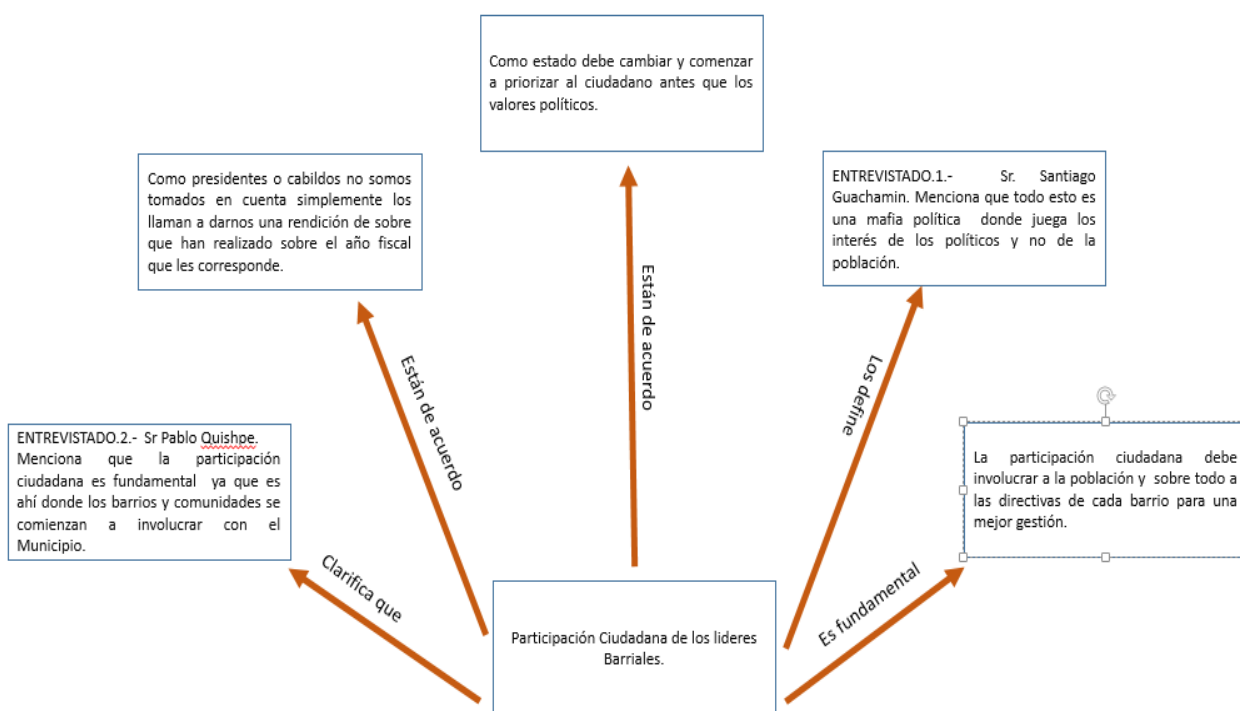 Como estado debe cambiar y comenzar
a priorizar al ciudadano antes que los
valores políticos.
Como presidentes o cabildos no somos
tomados en cuenta simplemente los
llaman a darnos una rendición de sobre
que han realizado sobre el año fiscal
que les corresponde.
ENTREVISTADO.1.- Sr. Santiago
Guachamin. Menciona que todo esto es
una mafia política donde juega los
interés de los políticos y no de la
población.
Están de acuerdo
Están de acuerdo
Los define
ENTREVISTADO.2.- Sr Pablo Quishpe.
Menciona que la participación
ciudadana es fundamental ya que es
ahí donde los barrios y comunidades se
comienzan a involucrar con el
Municipio.
La participación ciudadana debe
involucrar a la población y sobre todo a
las directivas de cada barrio para una
mejor gestión.
Clarifica que
Es fundamental
Participación Ciudadana de los lideres
Barriales.